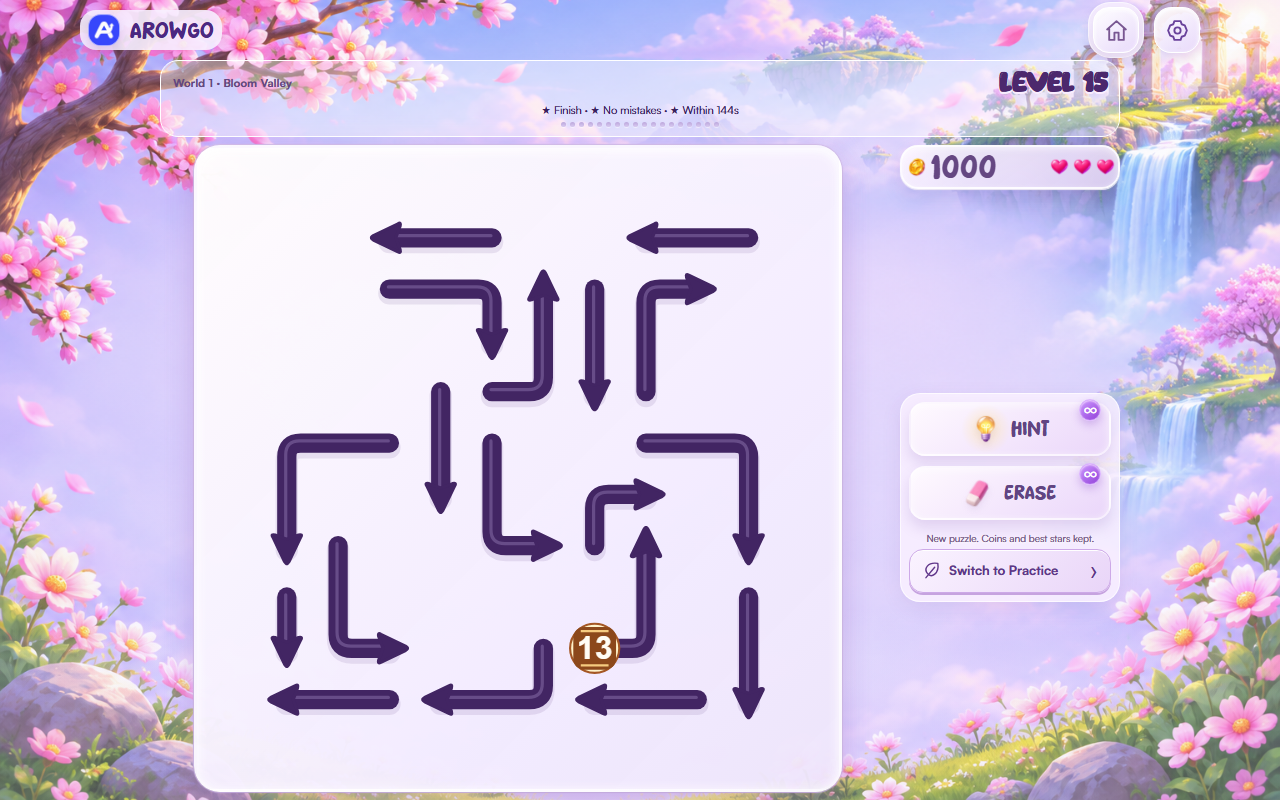 AROWGO
World 1 · Bloom Valley
LEVEL 15
★ Finish · ★ No mistakes · ★ Within 144s
1000
HINT
∞
ERASE
∞
New puzzle. Coins and best stars kept.
Switch to Practice
13